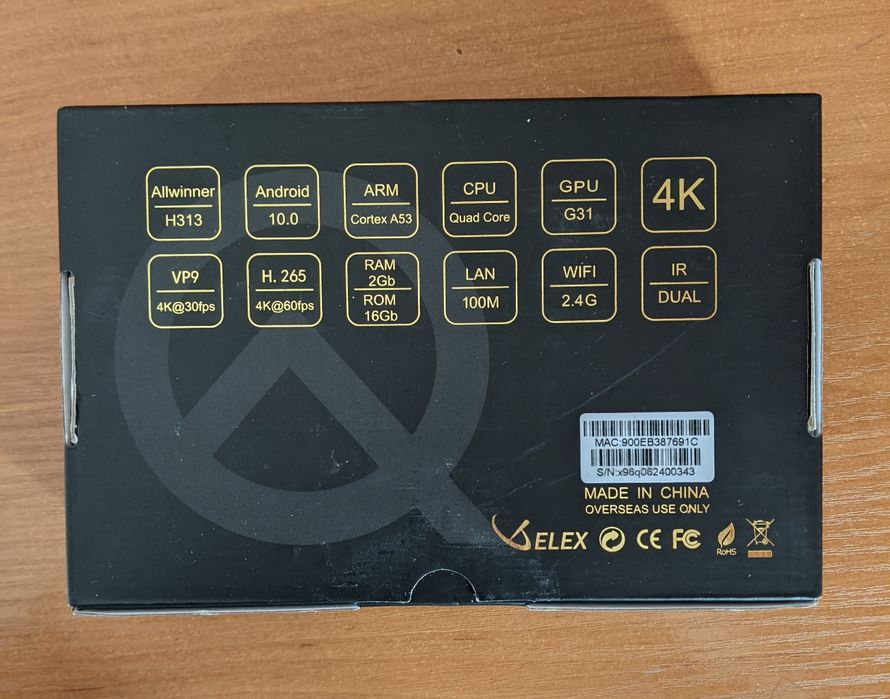 Allwinner
H313
Android
10.0
ARM
Cortex A53
CPU
Quad Core
GPU
G31
4K
VP9
4K@30fps
H. 265
4K@60fps
RAM
2Gb
ROM
16Gb
LAN
100M
WIFI
2.4G
IR
DUAL
MAC:900EB387691C
S/N:x96q062400343
MADE IN CHINA
OVERSEAS USE ONLY
ELEX CE FC
RoHS